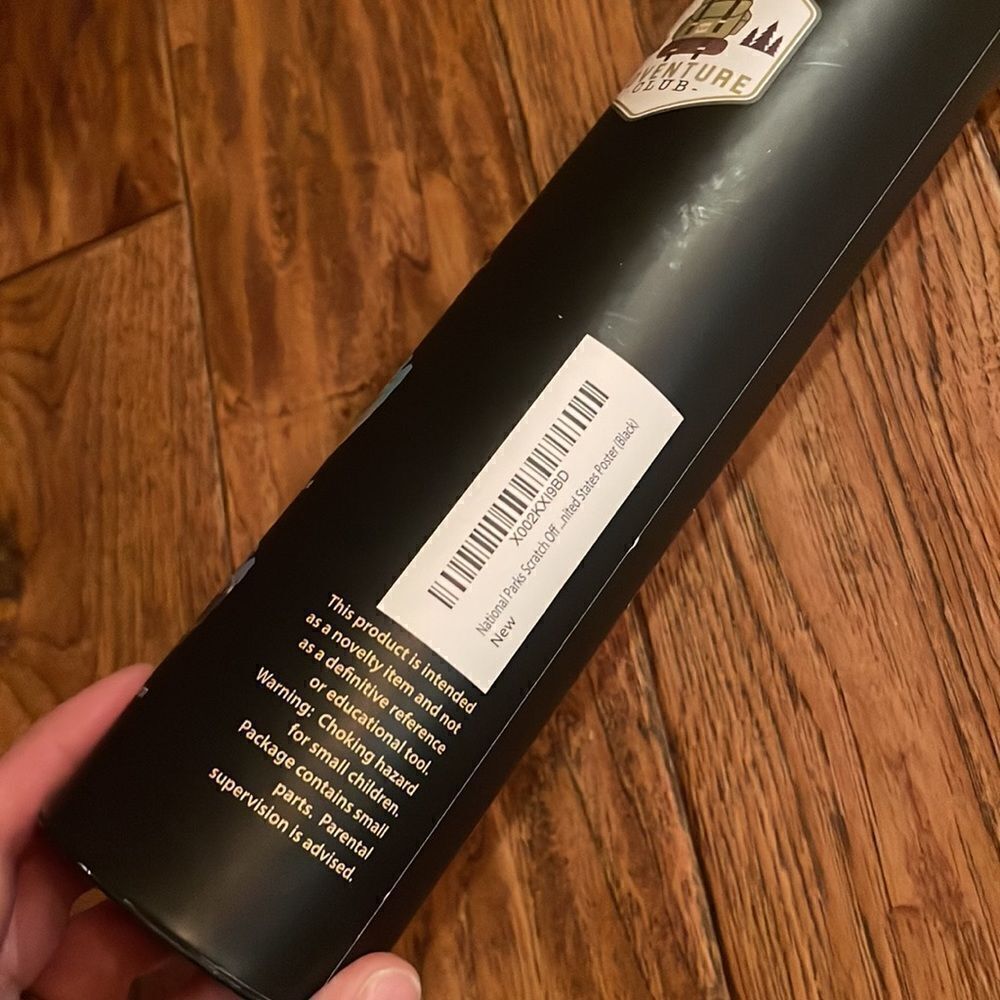 VENTURE
CLUB-
X002KXI9BD
National Parks Scratch Off ...nited States Poster (Black)
New
This product is intended
as a novelty item and not
as a definitive reference
or educational tool.
Warning: Choking hazard
for small children.
Package contains small
parts. Parental
supervision is advised.